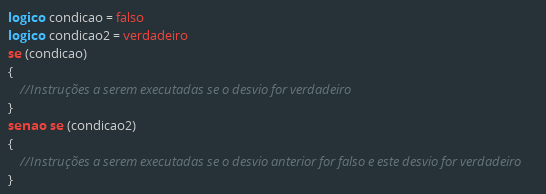 logico condicao = falso
logico condicao2 = verdadeiro
se (condicao)
{
//Instruções a serem executadas se o desvio for verdadeiro
}
senao se (condicao2)
{
//Instruções a serem executadas se o desvio anterior for falso e este desvio for verdadeiro
}